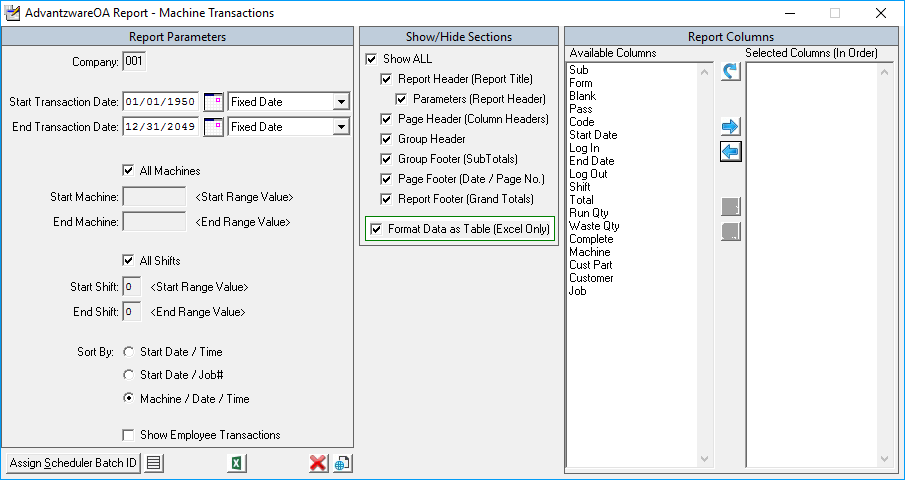 AdvantzwareOA Report - Machine Transactions
Report Parameters
Company: 001
Start Transaction Date: 01/01/1950 Fixed Date
End Transaction Date: 12/31/2049 Fixed Date
All Machines
Start Machine: <Start Range Value>
End Machine: <End Range Value>
All Shifts
Start Shift: 0 <Start Range Value>
End Shift: 0 <End Range Value>
Sort By: Start Date / Time
Start Date / Job#
Machine / Date / Time
Show Employee Transactions
Assign Scheduler Batch ID
Show/Hide Sections
Show ALL
Report Header (Report Title)
Parameters (Report Header)
Page Header (Column Headers)
Group Header
Group Footer (SubTotals)
Page Footer (Date / Page No.)
Report Footer (Grand Totals)
Format Data as Table (Excel Only)
Report Columns
Available Columns
Sub
Form
Blank
Pass
Code
Start Date
Log In
End Date
Log Out
Shift
Total
Run Qty
Waste Qty
Complete
Machine
Cust Part
Customer
Job
Selected Columns (In Order)